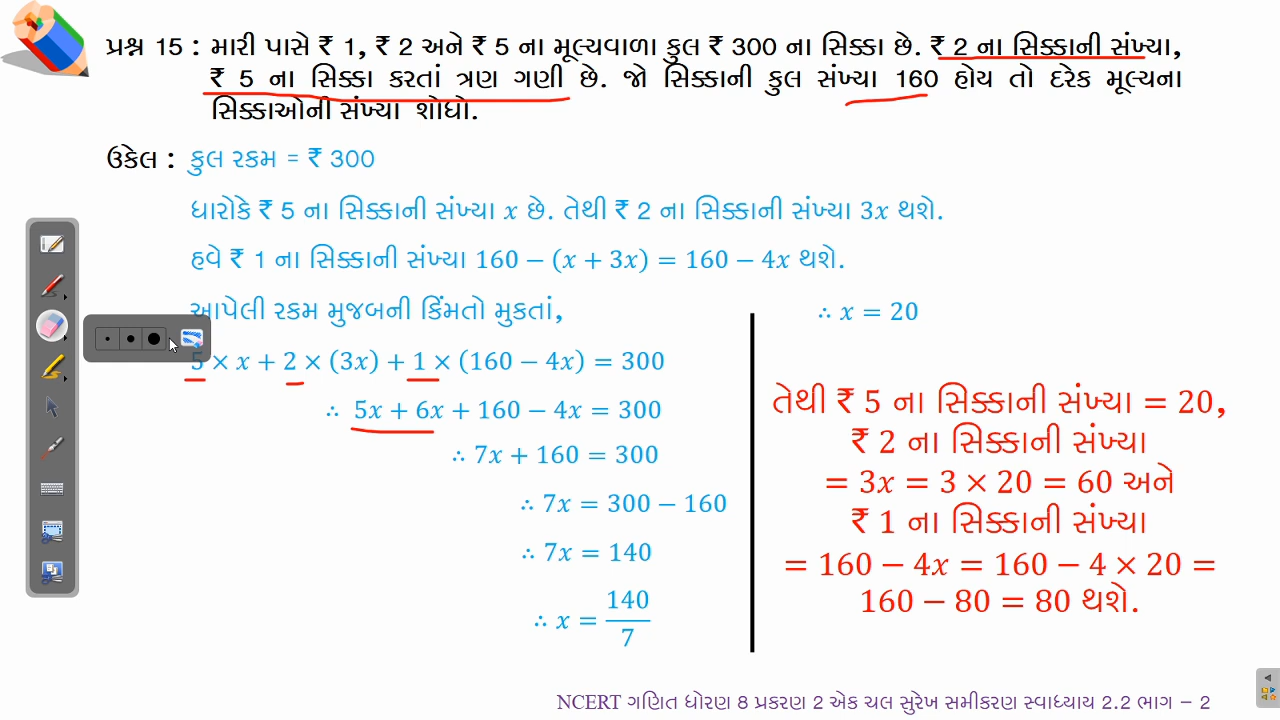 પ્રશ્ન 15 : મારી પાસે ₹ 1, ₹ 2 અને ₹ 5 ના મૂલ્યવાળા કુલ ₹ 300 ના સિક્કા છે. ₹ 2 ના સિક્કાની સંખ્યા,
₹ 5 ના સિક્કા કરતાં ત્રણ ગણી છે. જો સિક્કાની કુલ સંખ્યા 160 હોય તો દરેક મૂલ્યના
સિક્કાઓની સંખ્યા શોધો.
ઉકેલ : કુલ રકમ = ₹ 300
ધારોકે ₹ 5 ના સિક્કાની સંખ્યા x છે. તેથી ₹ 2 ના સિક્કાની સંખ્યા 3x થશે.
હવે ₹ 1 ના સિક્કાની સંખ્યા 160 − (x + 3x) = 160 − 4x થશે.
આપેલી રકમ મુજબની કિંમતો મુકતાં,
5 × x + 2 × (3x) + 1 × (160 − 4x) = 300
∴ 5x + 6x + 160 − 4x = 300
∴ 7x + 160 = 300
∴ 7x = 300 − 160
∴ 7x = 140
∴ x = 140/7
∴ x = 20
તેથી ₹ 5 ના સિક્કાની સંખ્યા = 20,
₹ 2 ના સિક્કાની સંખ્યા
= 3x = 3 × 20 = 60 અને
₹ 1 ના સિક્કાની સંખ્યા
= 160 − 4x = 160 − 4 × 20 =
160 − 80 = 80 થશે.
NCERT ગણિત ધોરણ 8 પ્રકરણ 2 એક ચલ સુરેખ સમીકરણ સ્વાધ્યાય 2.2 ભાગ − 2